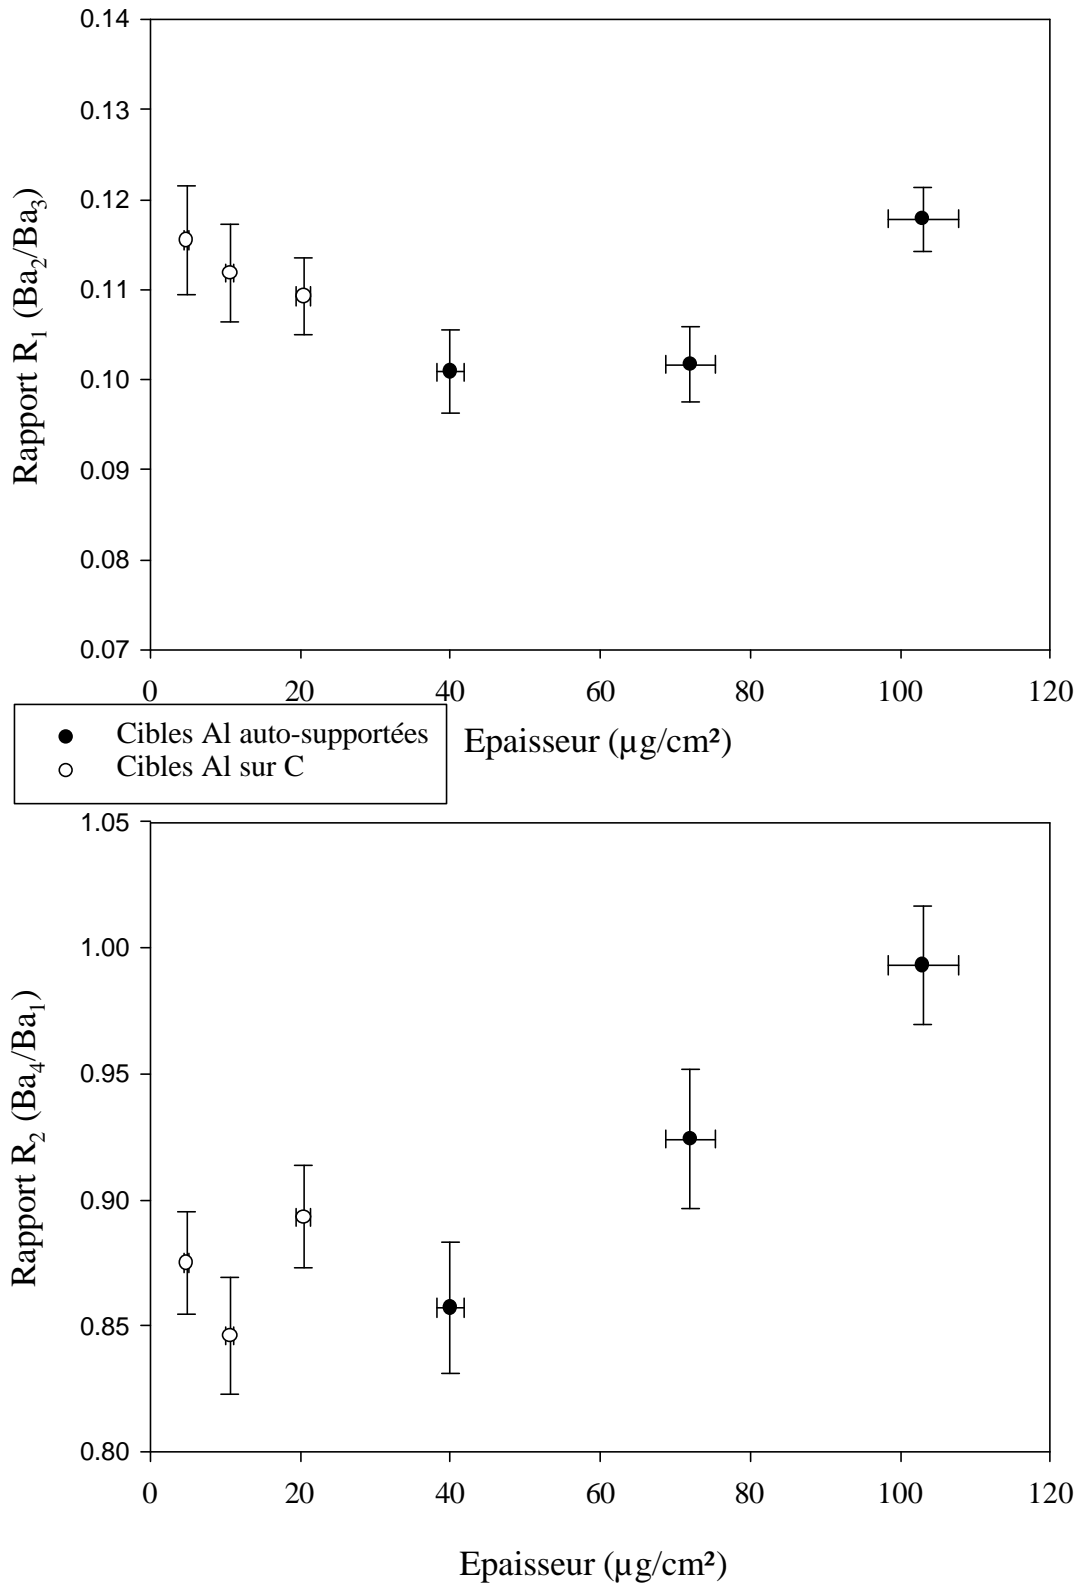 0.14
0.13
0.12
0.11
0.10
0.09
0.08
0.07
Rapport R1 (Ba2/Ba3)
0 20 40 60 80 100 120
Epaisseur (µg/cm²)
Cibles Al auto-supportées
Cibles Al sur C
1.05
1.00
0.95
0.90
0.85
0.80
Rapport R2 (Ba4/Ba1)
0 20 40 60 80 100 120
Epaisseur (µg/cm²)